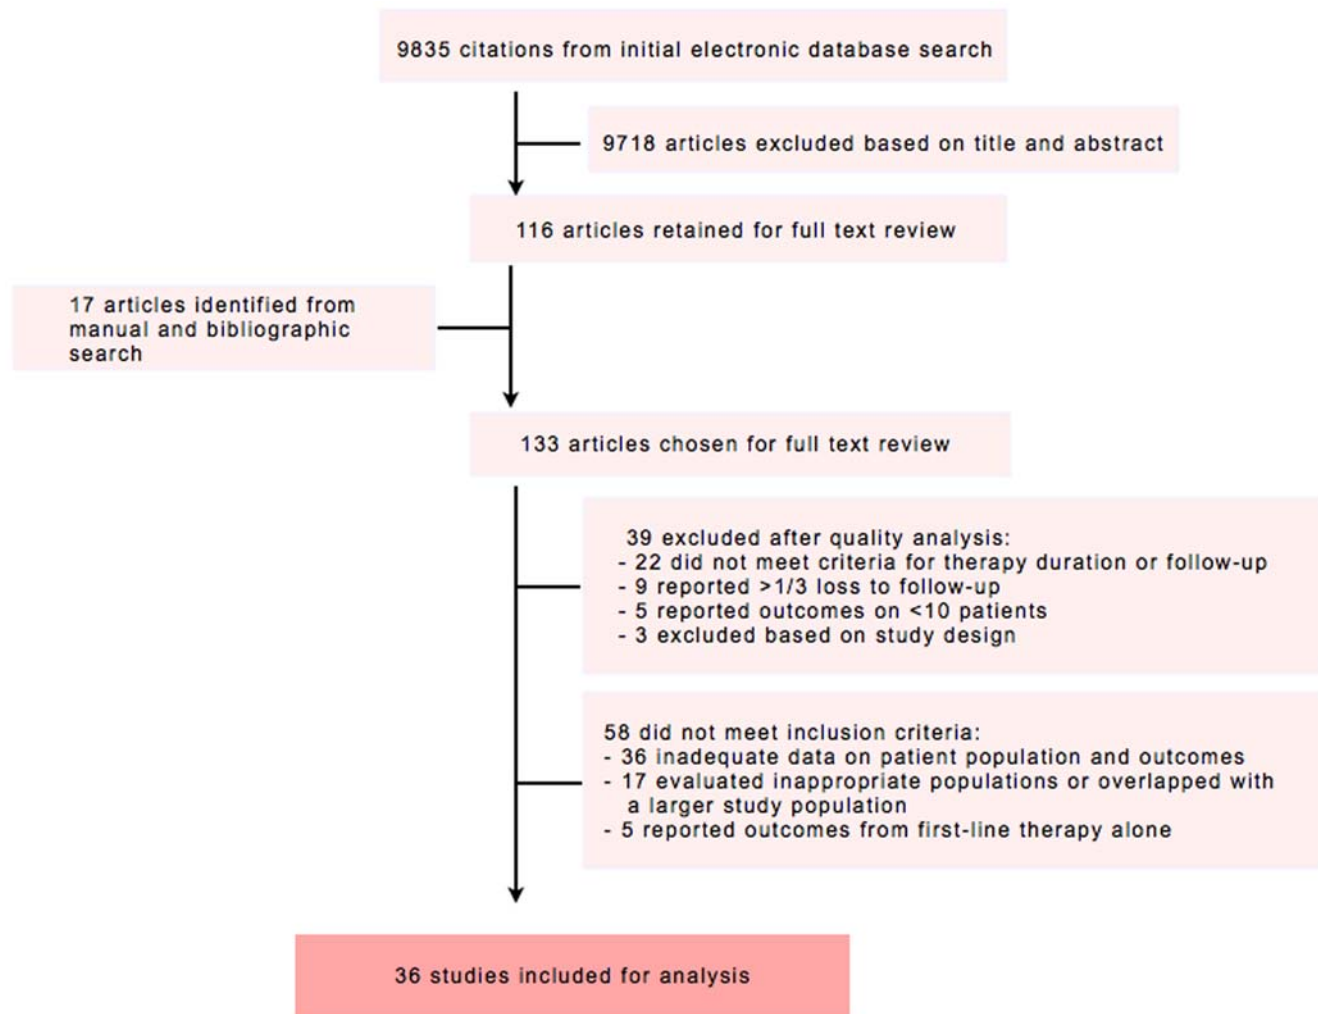 9835 citations from initial electronic database search
9718 articles excluded based on title and abstract
116 articles retained for full text review
17 articles identified from
manual and bibliographic
search
133 articles chosen for full text review
39 excluded after quality analysis:
- 22 did not meet criteria for therapy duration or follow-up
- 9 reported >1/3 loss to follow-up
- 5 reported outcomes on <10 patients
- 3 excluded based on study design
58 did not meet inclusion criteria:
- 36 inadequate data on patient population and outcomes
- 17 evaluated inappropriate populations or overlapped with
a larger study population
- 5 reported outcomes from first-line therapy alone
36 studies included for analysis